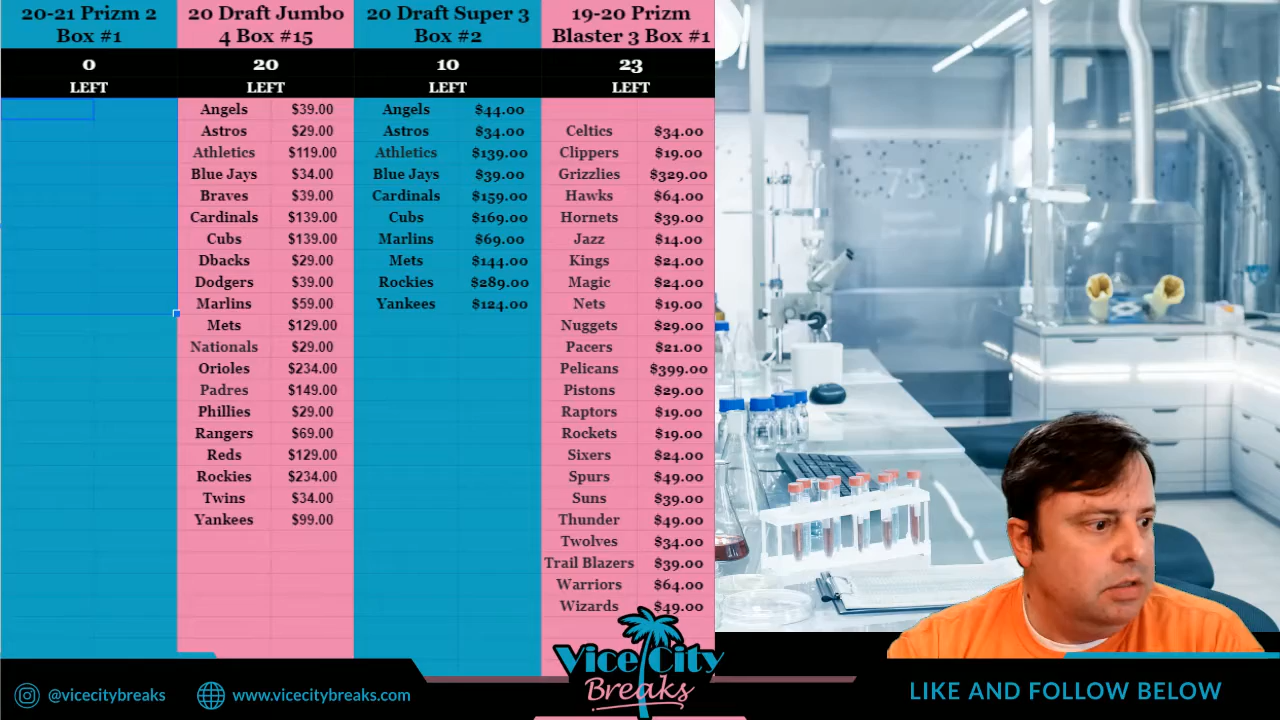 20-21 Prizm 2
Box #1
0
LEFT
20 Draft Jumbo
4 Box #15
20
LEFT
Angels $39.00
Astros $29.00
Athletics $119.00
Blue Jays $34.00
Braves $39.00
Cardinals $139.00
Cubs $139.00
Dbacks $29.00
Dodgers $39.00
Marlins $59.00
Mets $129.00
Nationals $29.00
Orioles $234.00
Padres $149.00
Phillies $29.00
Rangers $69.00
Reds $129.00
Rockies $234.00
Twins $34.00
Yankees $99.00
20 Draft Super 3
Box #2
10
LEFT
Angels $44.00
Astros $34.00
Athletics $139.00
Blue Jays $39.00
Cardinals $159.00
Cubs $169.00
Marlins $69.00
Mets $144.00
Rockies $289.00
Yankees $124.00
19-20 Prizm
Blaster 3 Box #1
23
LEFT
Celtics $34.00
Clippers $19.00
Grizzlies $329.00
Hawks $64.00
Hornets $39.00
Jazz $14.00
Kings $24.00
Magic $24.00
Nets $19.00
Nuggets $29.00
Pacers $21.00
Pelicans $399.00
Pistons $29.00
Raptors $19.00
Rockets $19.00
Sixers $24.00
Spurs $49.00
Suns $39.00
Thunder $49.00
Twolves $34.00
Trail Blazers $39.00
Warriors $64.00
Wizards $49.00
Vice City
Breaks
@vicecitybreaks
www.vicecitybreaks.com
LIKE AND FOLLOW BELOW